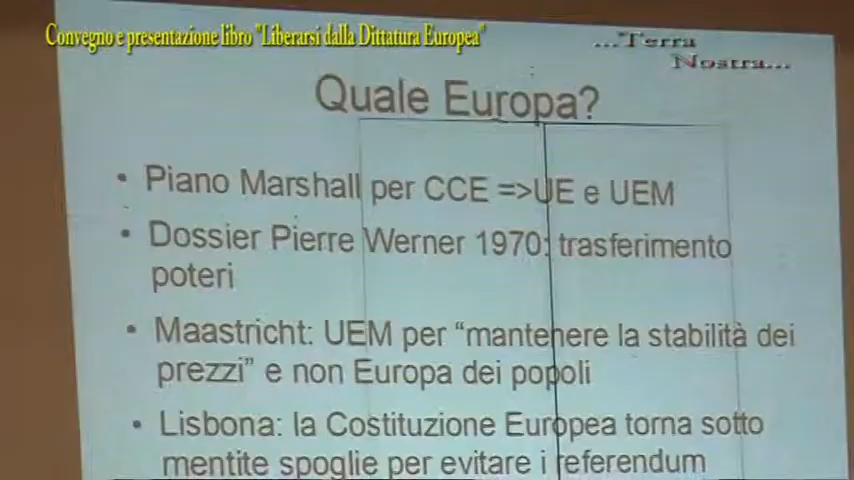 Convegno e presentazione libro "Liberarsi dalla Dittatura Europea"
...Terra
Nostra...
Quale Europa?
• Piano Marshall per CCE =>UE e UEM
• Dossier Pierre Werner 1970: trasferimento
poteri
• Maastricht: UEM per “mantenere la stabilità dei
prezzi” e non Europa dei popoli
• Lisbona: la Costituzione Europea torna sotto
mentite spoglie per evitare i referendum